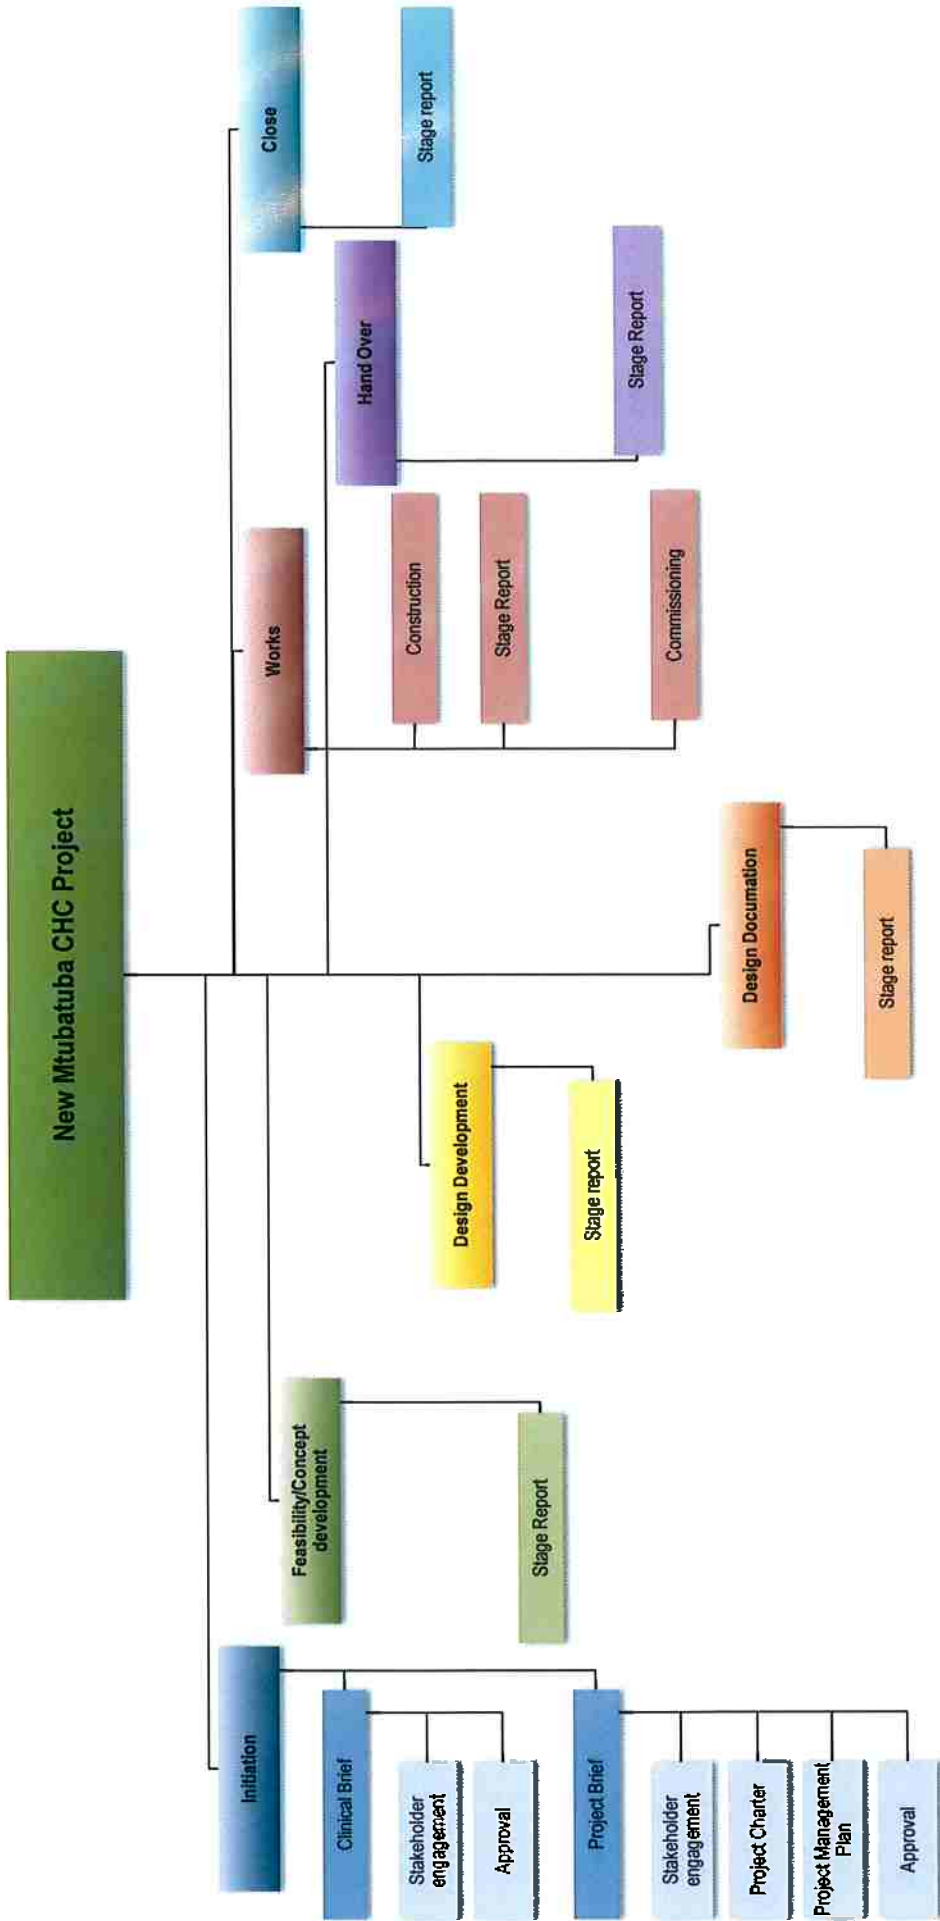 New Mtubatuba CHC Project
Initiation
Clinical Brief
Stakeholder
engagement
Approval
Project Brief
Stakeholder
engagement
Project Charter
Project Management
Plan
Approval
Feasibility/Concept
development
Stage Report
Design Development
Stage report
Design Documation
Stage report
Works
Construction
Stage Report
Commissioning
Hand Over
Stage Report
Close
Stage report